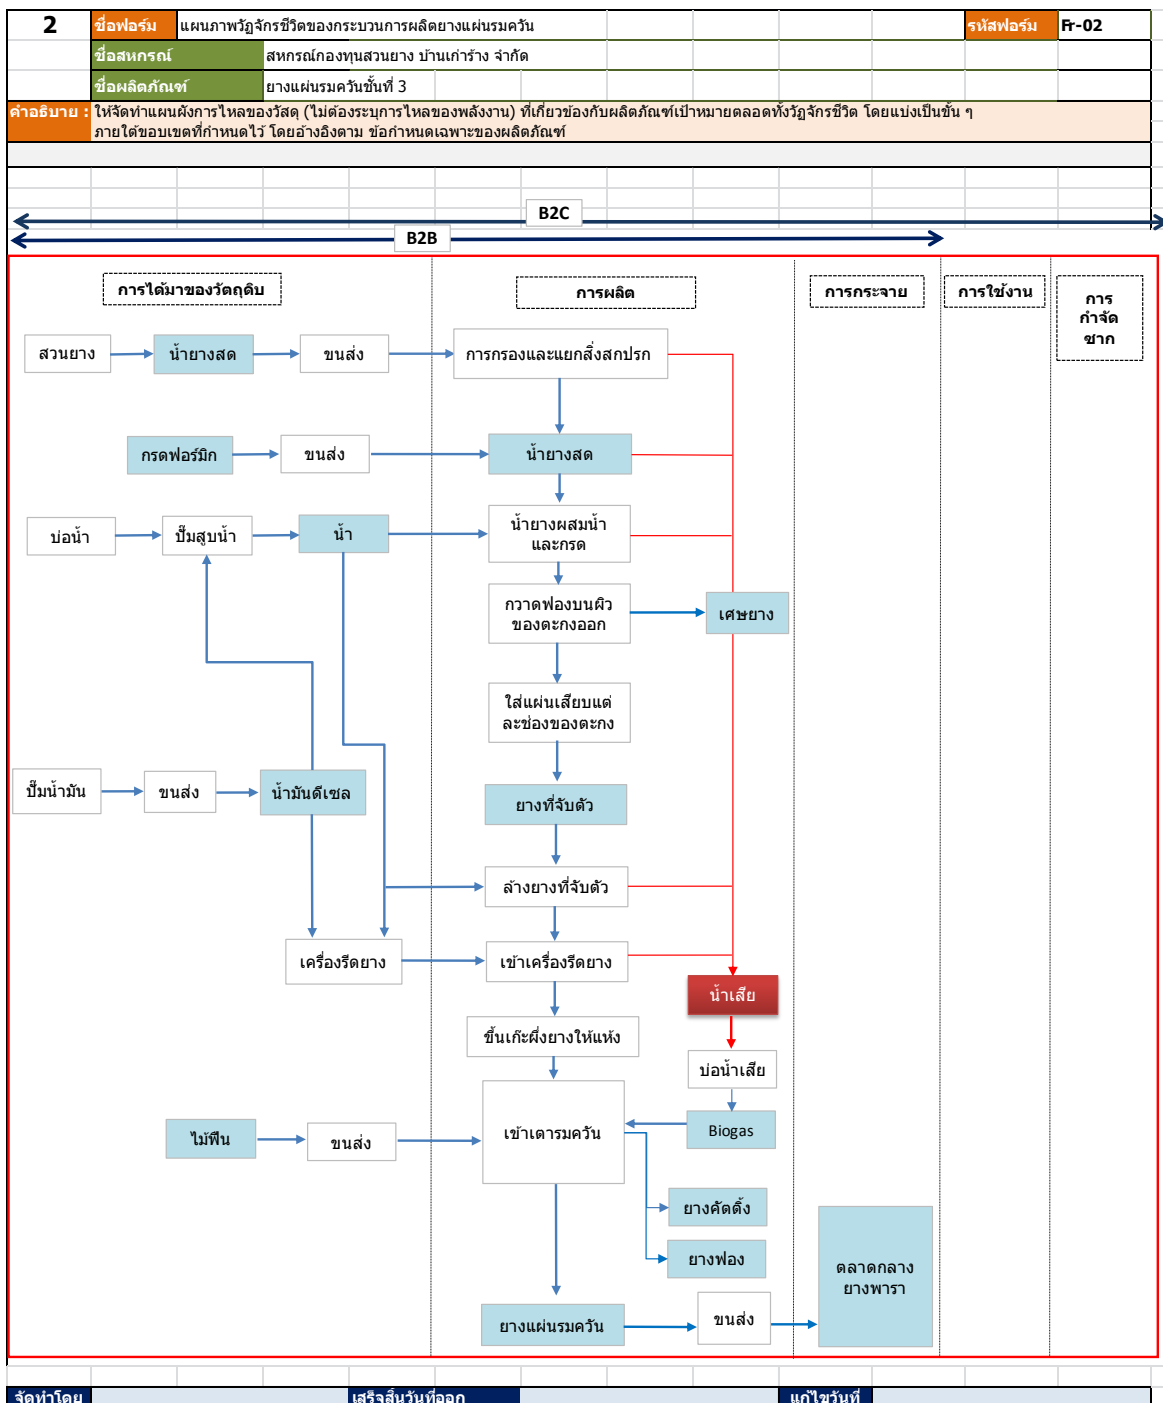 2 ชื่อฟอร์ม แผนภาพวัฏจักรชีวิตของกระบวนการผลิตยางแผ่นรมควัน รหัสฟอร์ม Fr-02
ชื่อสหกรณ์ สหกรณ์กองทุนสวนยาง บ้านเก่าร้าง จำกัด
ชื่อผลิตภัณฑ์ ยางแผ่นรมควันชั้นที่ 3
คำอธิบาย : ให้จัดทำแผนผังการไหลของวัสดุ (ไม่ต้องระบุการไหลของพลังงาน) ที่เกี่ยวข้องกับผลิตภัณฑ์เป้าหมายตลอดทั้งวัฏจักรชีวิต โดยแบ่งเป็นขั้น ๆ
ภายใต้ขอบเขตที่กำหนดไว้ โดยอ้างอิงตาม ข้อกำหนดเฉพาะของผลิตภัณฑ์
B2C
B2B
การได้มาของวัตถุดิบ
การผลิต
การกระจาย
การใช้งาน
การ
กำจัด
ซาก
สวนยาง
น้ำยางสด
ขนส่ง
การกรองและแยกสิ่งสกปรก
กรดฟอร์มิก
ขนส่ง
น้ำยางสด
บ่อน้ำ
ปั๊มสูบน้ำ
น้ำ
น้ำยางผสมน้ำ
และกรด
กวาดฟองบนผิว
ของตะกงออก
เศษยาง
ใส่แผ่นเสียบแต่
ละช่องของตะกง
ปั๊มน้ำมัน
ขนส่ง
น้ำมันดีเซล
ยางที่จับตัว
ล้างยางที่จับตัว
เครื่องรีดยาง
เข้าเครื่องรีดยาง
น้ำเสีย
ขึ้นเก๊ะผึ่งยางให้แห้ง
บ่อน้ำเสีย
ไม้ฟืน
ขนส่ง
เข้าเตารมควัน
Biogas
ยางคัตติ้ง
ยางฟอง
ตลาดกลาง
ยางพารา
ยางแผ่นรมควัน
ขนส่ง
จัดทำโดย เสร็จสิ้นวันที่ออก แก้ไขวันที่